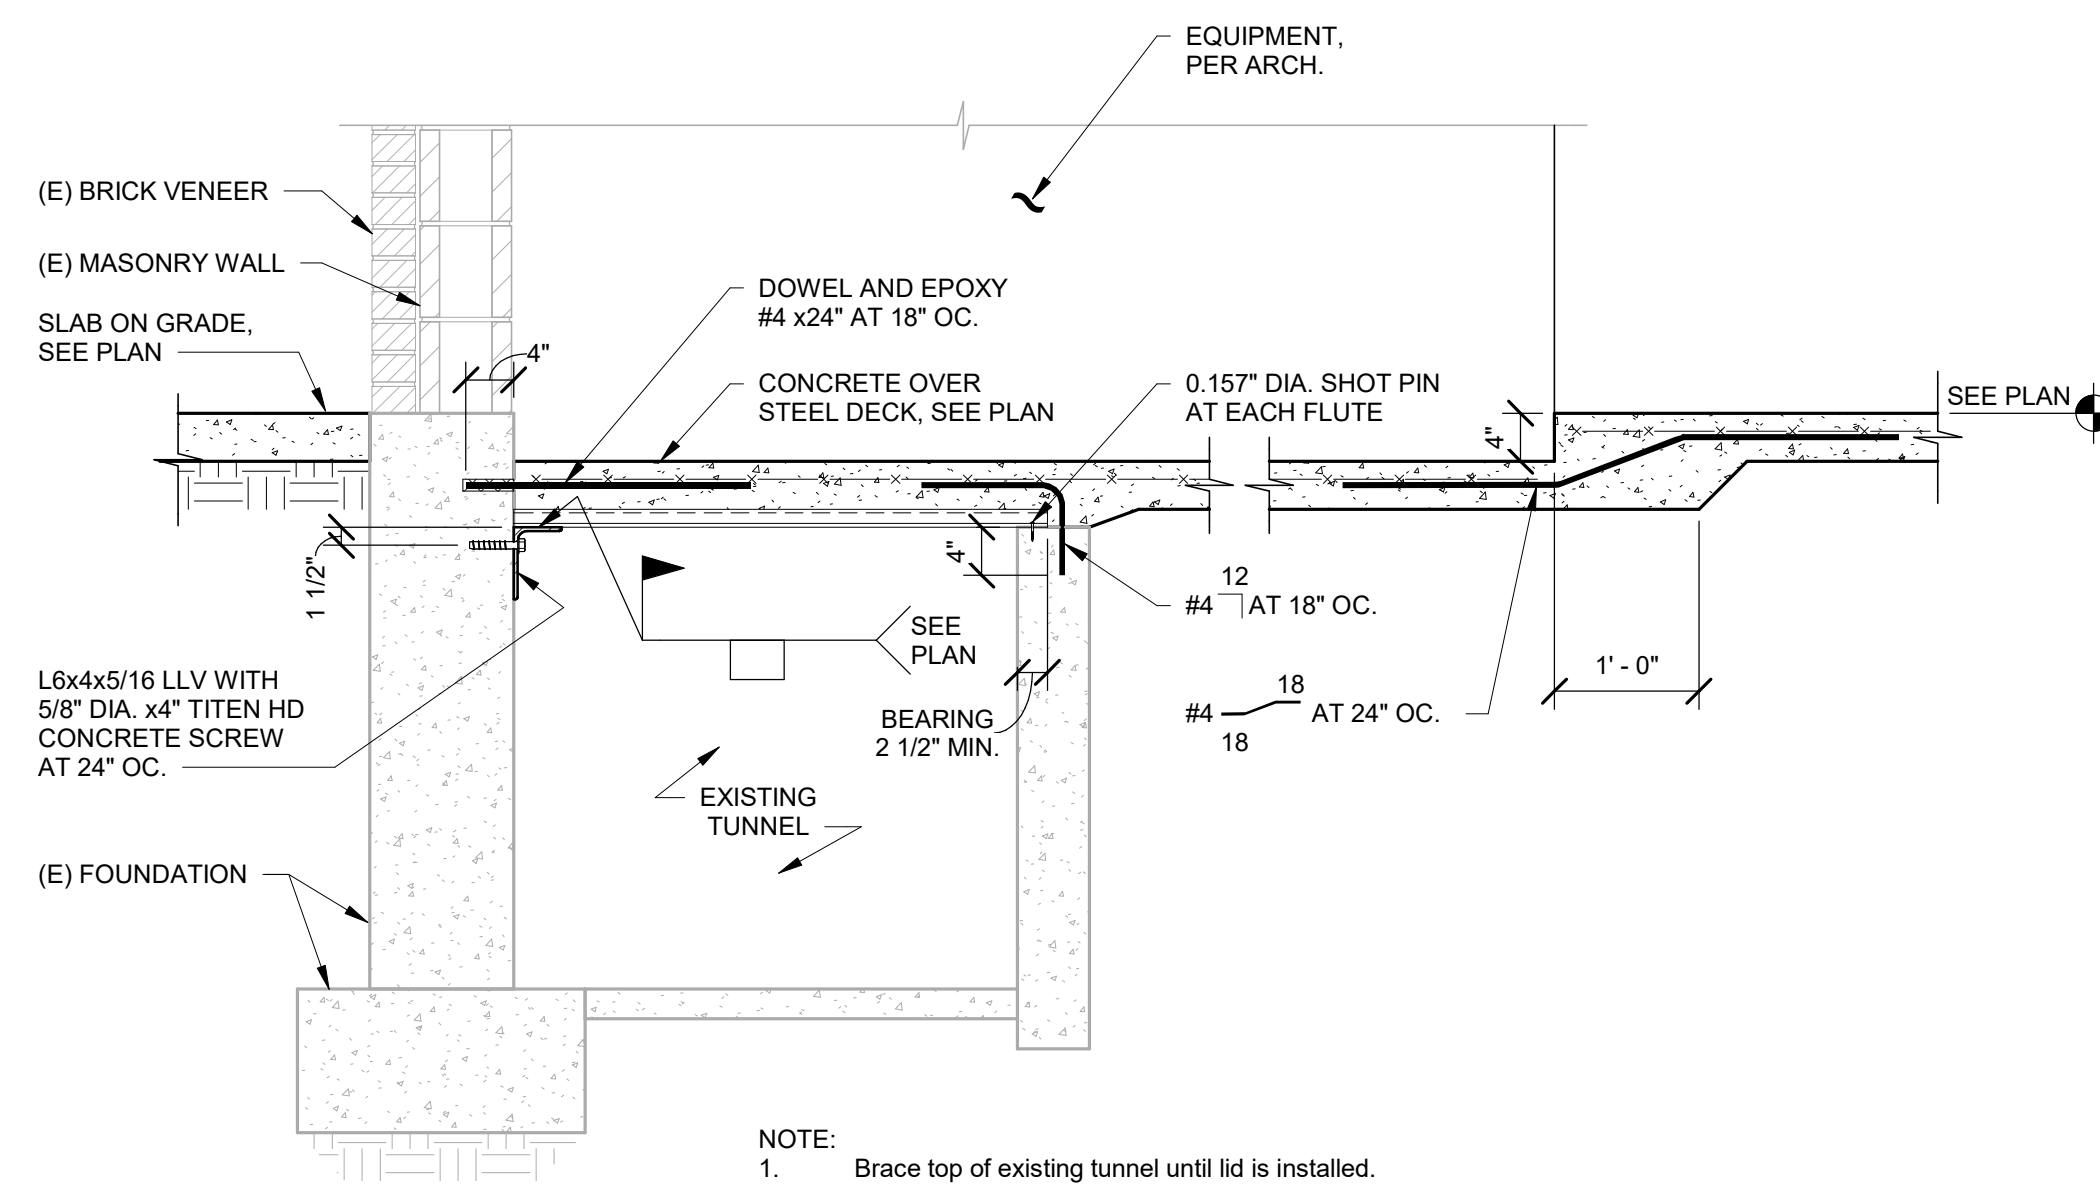 EQUIPMENT,
PER ARCH.
(E) BRICK VENEER
(E) MASONRY WALL
SLAB ON GRADE,
SEE PLAN
4"
DOWEL AND EPOXY
#4 x24" AT 18" OC.
CONCRETE OVER
STEEL DECK, SEE PLAN
0.157" DIA. SHOT PIN
AT EACH FLUTE
4"
SEE PLAN
1 1/2"
4"
12
#4 AT 18" OC.
SEE
PLAN
L6x4x5/16 LLV WITH
5/8" DIA. x4" TITEN HD
CONCRETE SCREW
AT 24" OC.
BEARING
2 1/2" MIN.
18
#4 AT 24" OC.
18
1' - 0"
EXISTING
TUNNEL
(E) FOUNDATION
NOTE:
1. Brace top of existing tunnel until lid is installed.